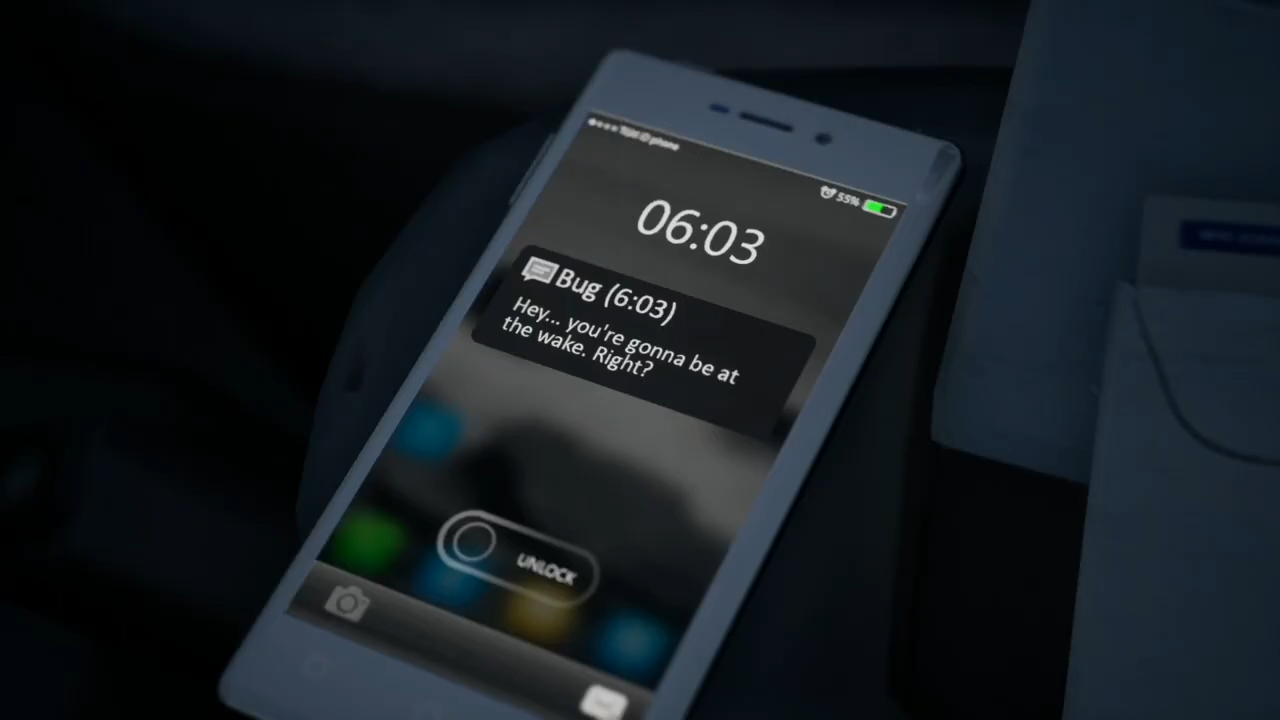 55%
06:03
Bug (6:03)
Hey... you're gonna be at
the wake. Right?
UNLOCK